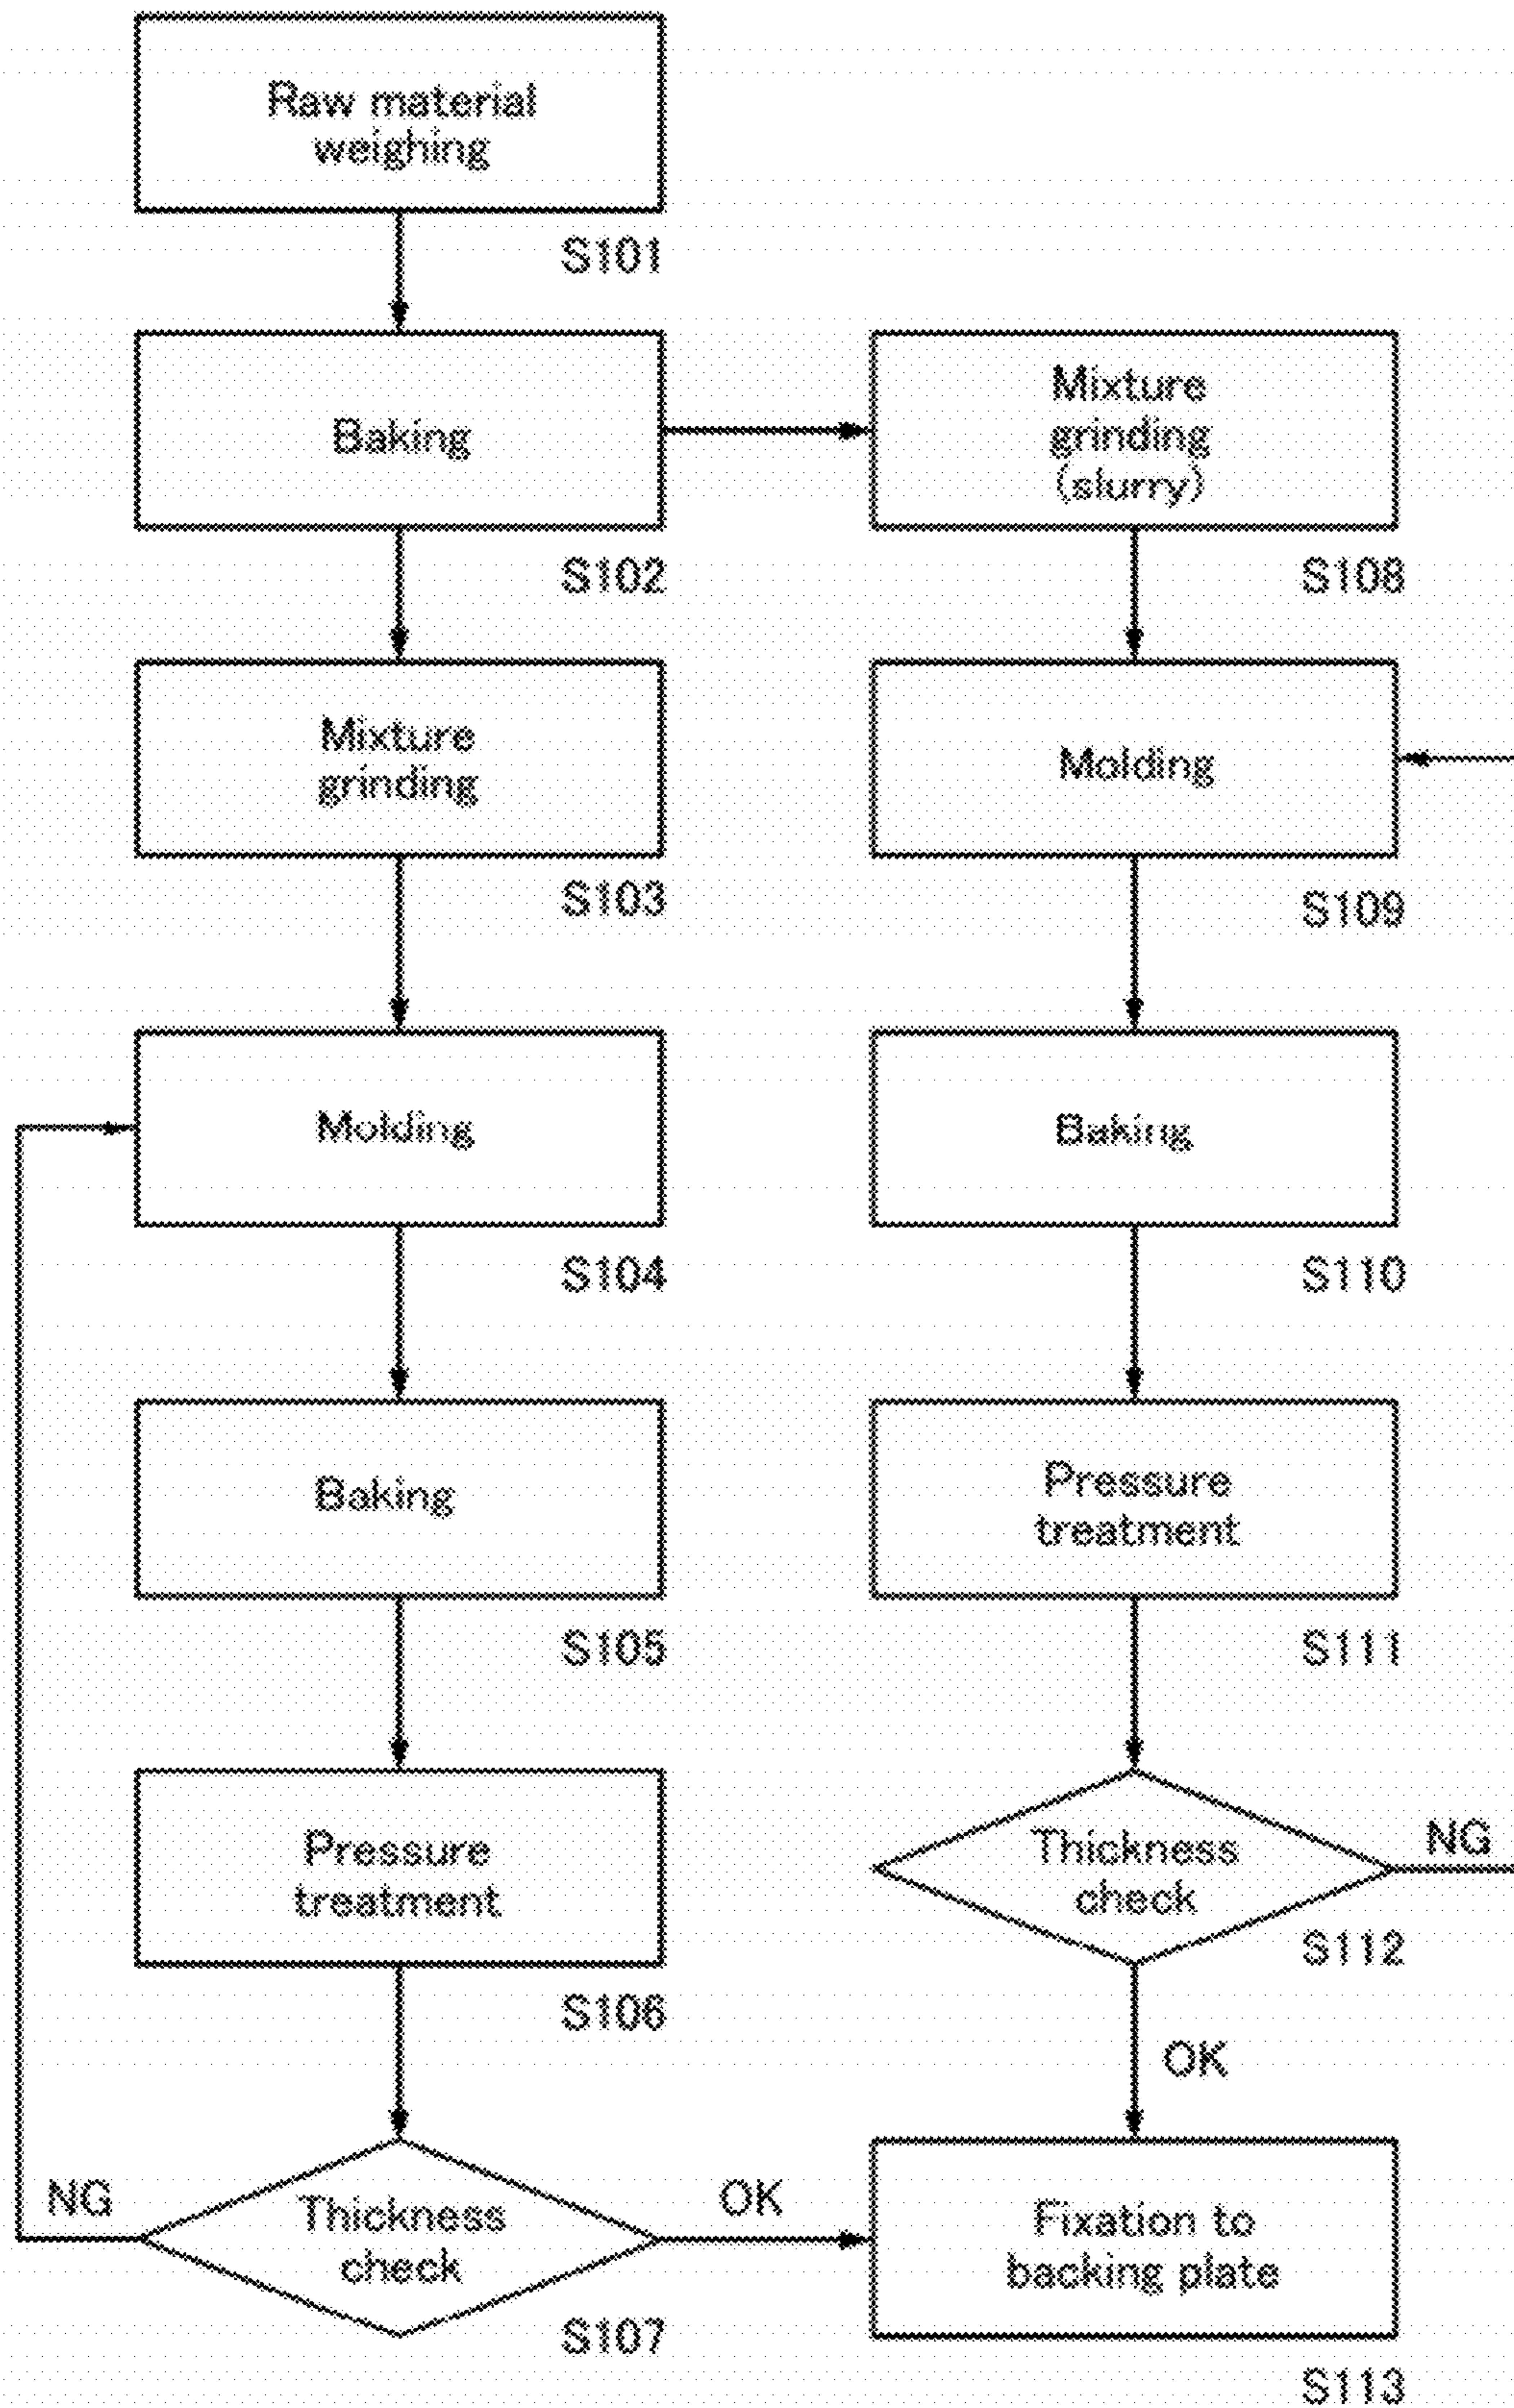 Raw material
weighing
S101
Baking
S102
Mixture
grinding
S103
Molding
S104
Baking
S105
Pressure
treatment
S106
Thickness
check
NG
OK
S107
Mixture
grinding
(slurry)
S108
Molding
S109
Baking
S110
Pressure
treatment
S111
Thickness
check
NG
S112
OK
Fixation to
backing plate
S113